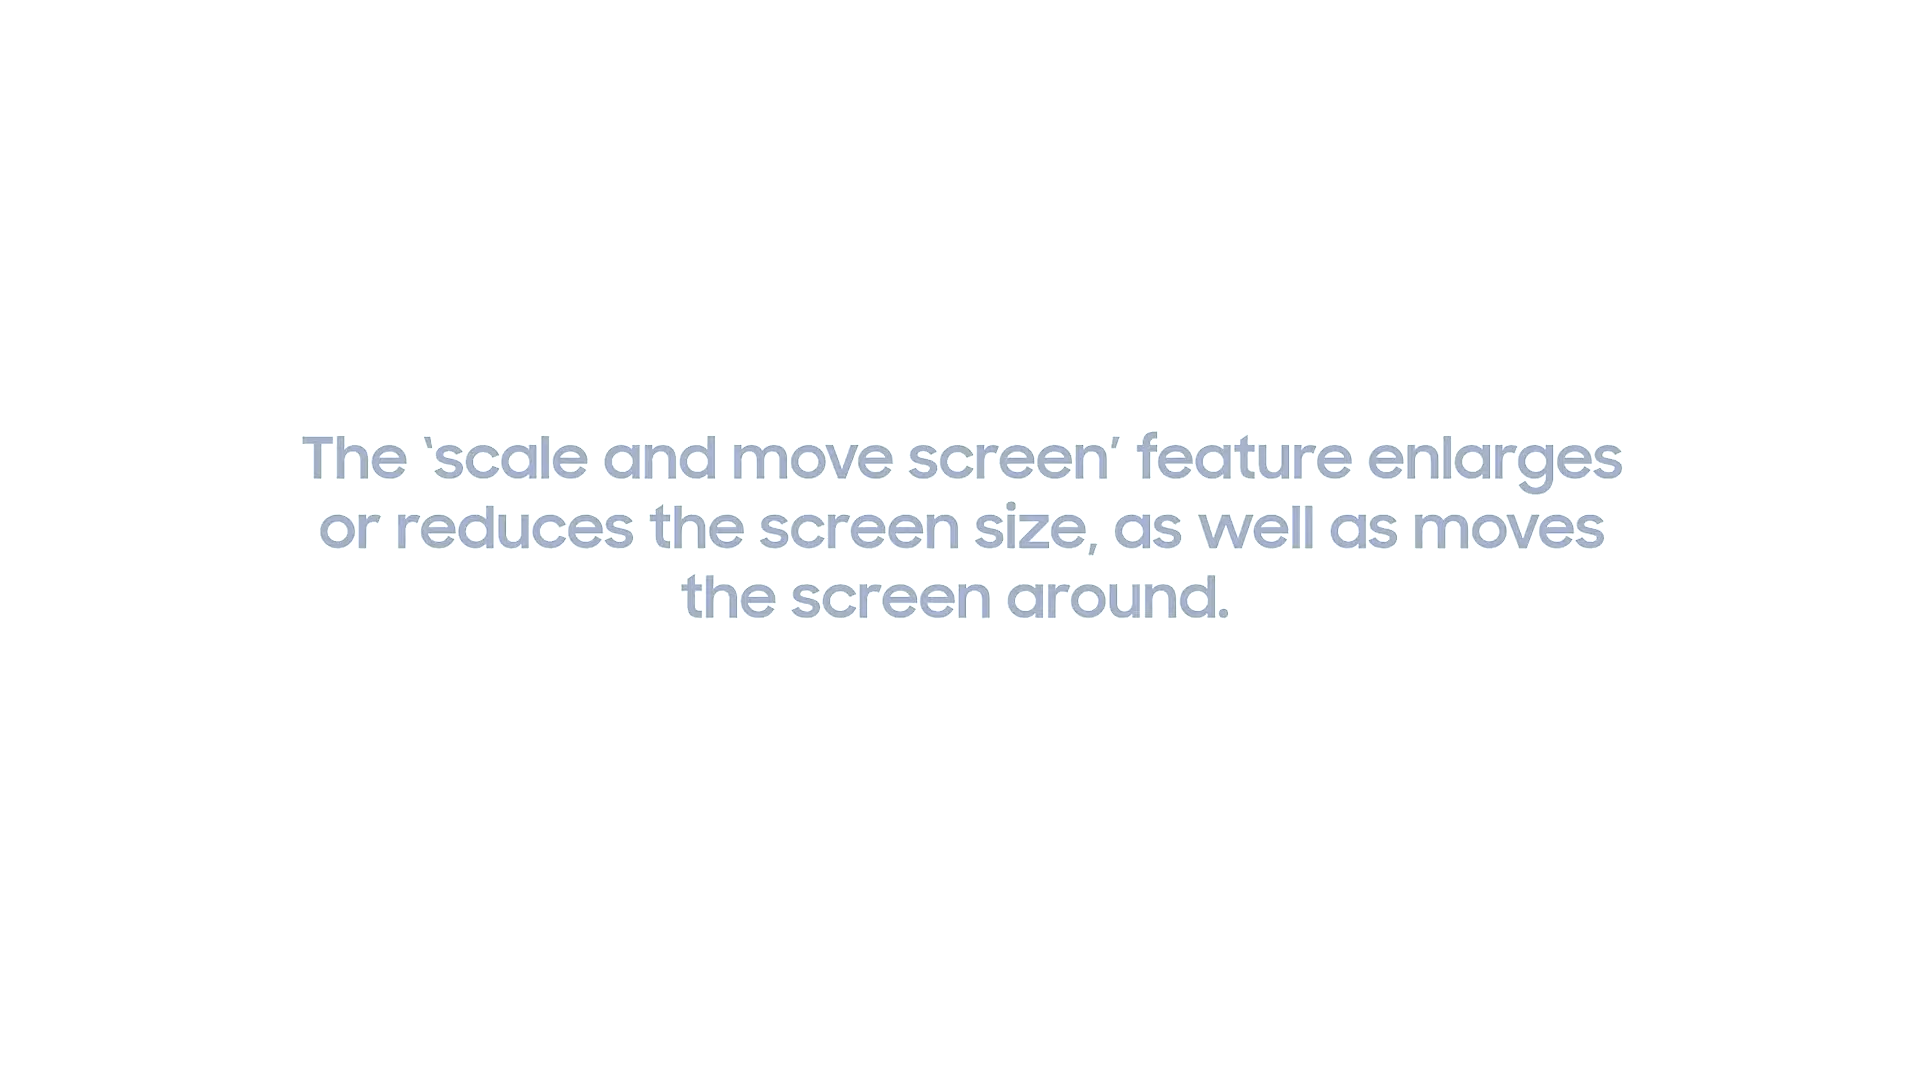 The ‘scale and move screen’ feature enlarges
or reduces the screen size, as well as moves
the screen around.